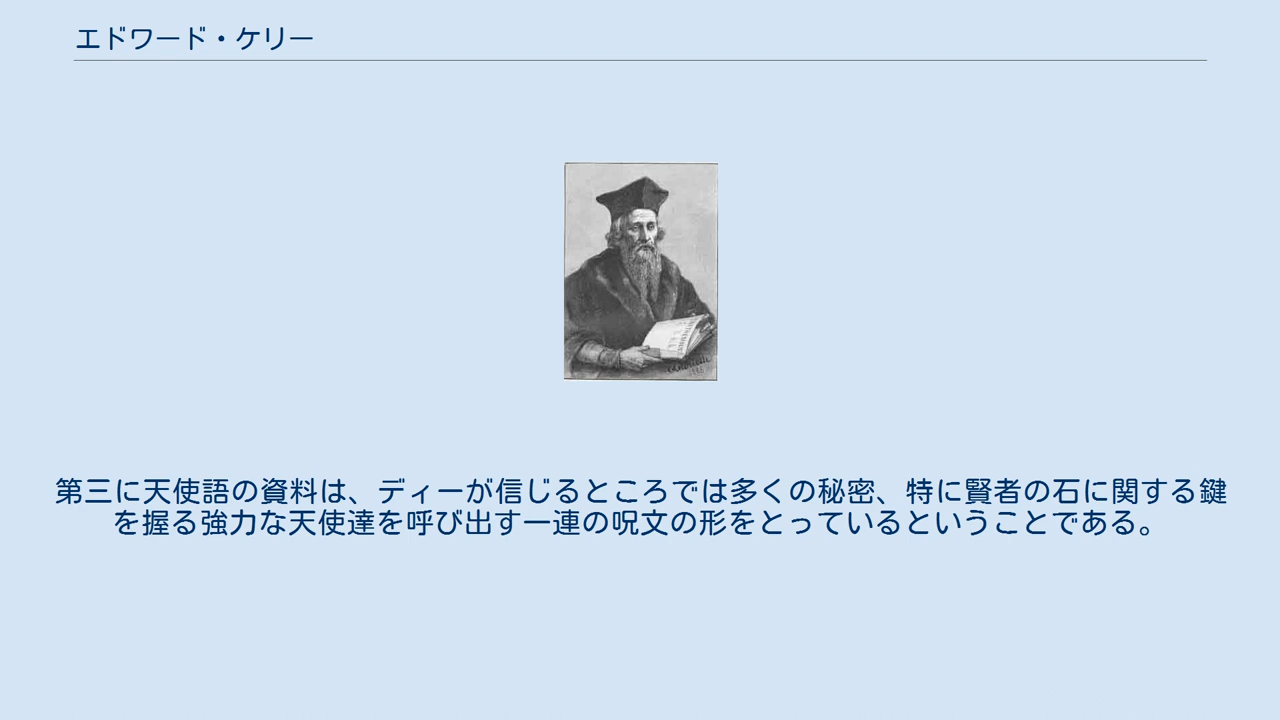 エドワード・ケリー
第三に天使語の資料は、ディーが信じるところでは多くの秘密、特に賢者の石に関する鍵
を握る強力な天使達を呼び出す一連の呪文の形をとっているということである。